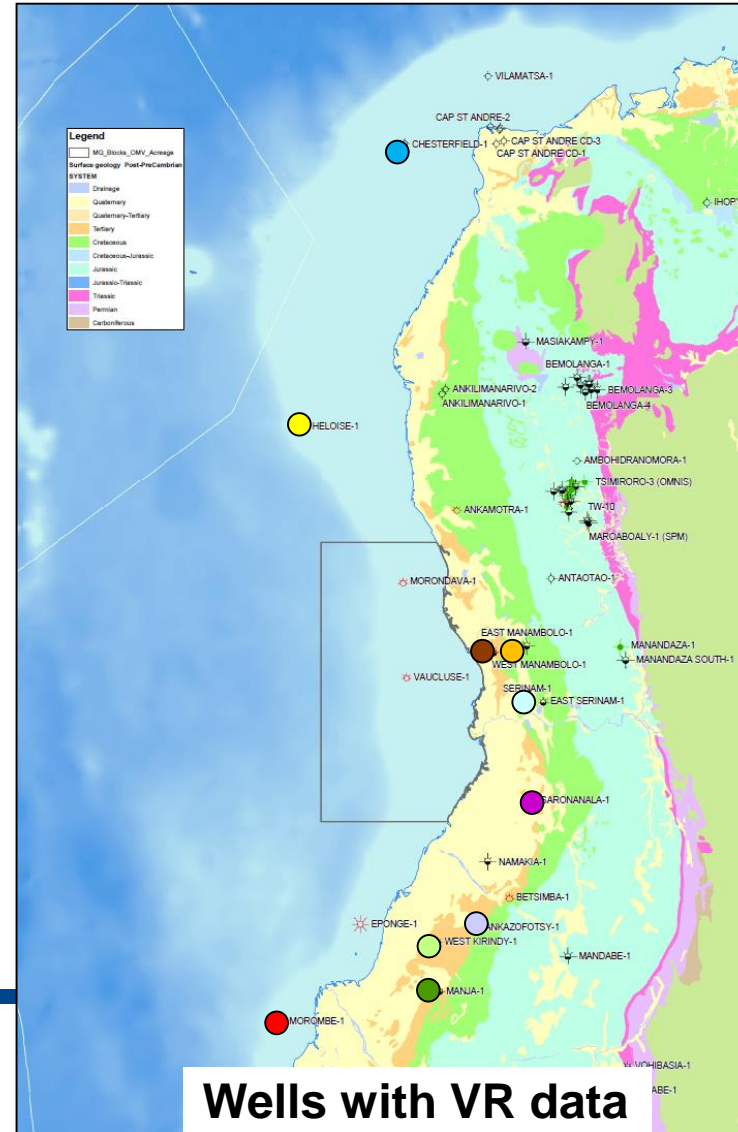 VILAMATSA-1
CAP ST ANDRE-2
CHESTERFIELD-1
CAP ST ANDRE CD-3
CAP ST ANDRE CD-1
Legend
MG_Blocks_OMV_Acreage
Surface geology Post-PreCambrian
SYSTEM
Drainage
Quaternary
Quaternary-Tertiary
Tertiary
Cretaceous
Cretaceous-Jurassic
Jurassic
Jurassic-Triassic
Triassic
Permian
Carboniferous
MASIAKAMPY-1
BEMOLANGA-1
ANKILIMANARIVO-2
BEMOLANGA-3
ANKILIMANARIVO-1
BEMOLANGA-4
HELOISE-1
AMBOHIDRANOMORA-1
TSIMIRORO-3 (OMNIS)
ANKAMOTRA-1
TW-10
MAROABOALY-1 (SPM)
MORONDAVA-1
ANTAOTAO-1
EAST MANAMBOLO-1
MANANDAZA-1
WEST MANAMBOLO-1
MANANDAZA SOUTH-1
VAUCLUSE-1
SERINAM-1
EAST SERINAM-1
SARONANALA-1
NAMAKIA-1
BETSIMBA-1
EPONGE-1
ANKAZOFOTSY-1
WEST KIRINDY-1
MANDABE-1
MANJA-1
MOROMBE-1
VOHIBASIA-1
Wells with VR data